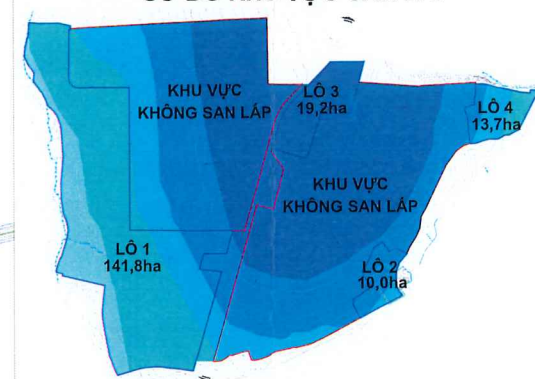 KHU VỰC
KHÔNG SAN LẤP
LÔ 3
19,2ha
LÔ 4
13,7ha
KHU VỰC
KHÔNG SAN LẤP
LÔ 1
141,8ha
LÔ 2
10,0ha